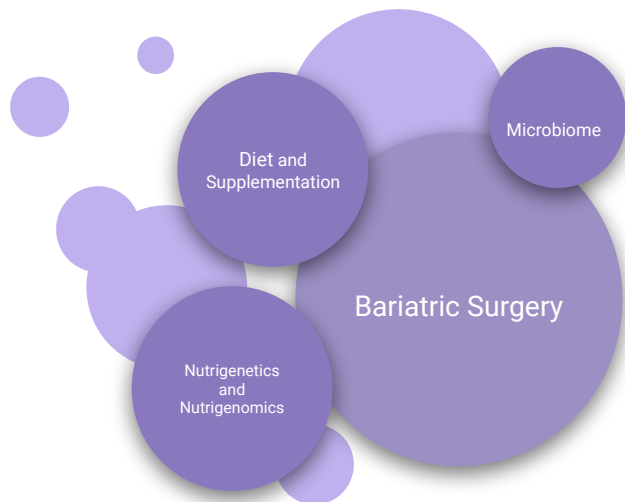 Microbiome
Diet and
Supplementation
Bariatric Surgery
Nutrigenetics
and
Nutrigenomics